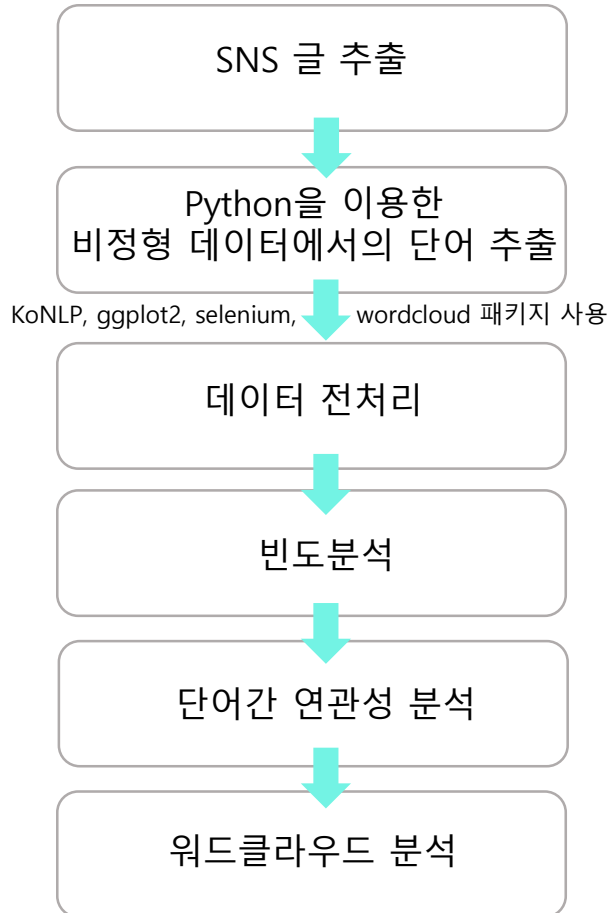 SNS 글 추출
Python을 이용한
비정형 데이터에서의 단어 추출
KoNLP, ggplot2, selenium, wordcloud 패키지 사용
데이터 전처리
빈도분석
단어간 연관성 분석
워드클라우드 분석